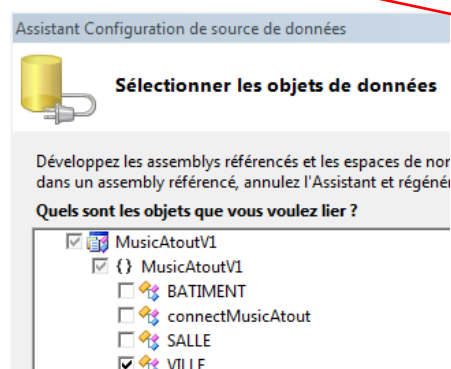 Assistant Configuration de source de données
Sélectionner les objets de données
Développez les assemblys référencés et les espaces de nor
dans un assembly référencé, annulez l'Assistant et régénér
Quels sont les objets que vous voulez lier ?
MusicAtoutV1
{} MusicAtoutV1
BATIMENT
connectMusicAtout
SALLE
VILLE